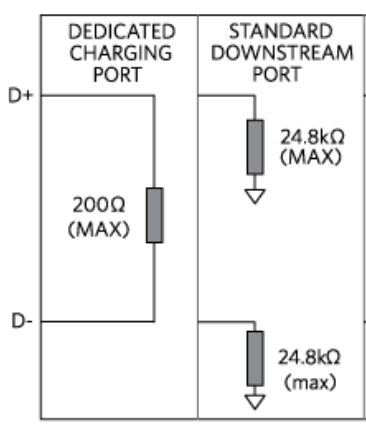 DEDICATED
CHARGING
PORT
STANDARD
DOWNSTREAM
PORT
D+
24.8kΩ
(MAX)
200Ω
(MAX)
D-
24.8kΩ
(max)